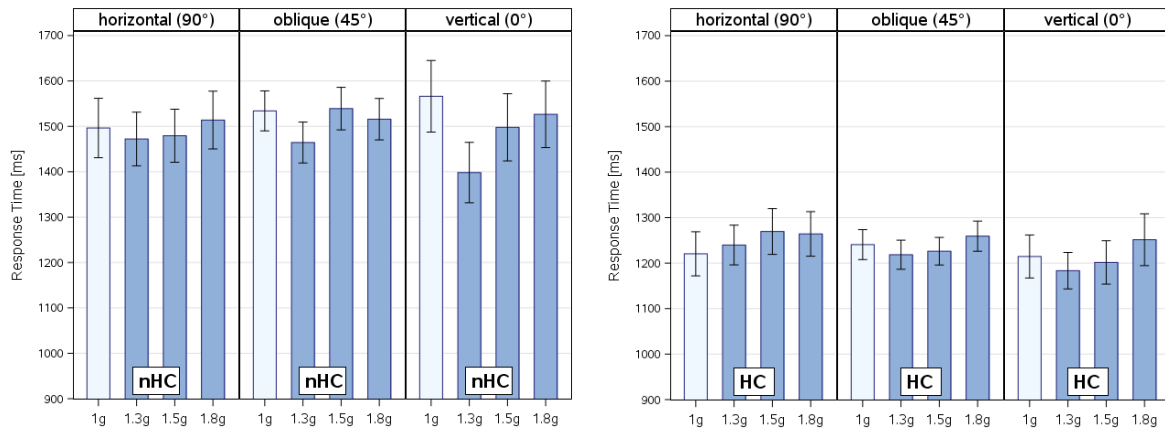 horizontal (90°) oblique (45°) vertical (0°)
1700
1600
1500
1400
1300
1200
1100
1000
900
Response Time [ms]
nHC nHC nHC
1g 1.3g 1.5g 1.8g 1g 1.3g 1.5g 1.8g 1g 1.3g 1.5g 1.8g
horizontal (90°) oblique (45°) vertical (0°)
1700
1600
1500
1400
1300
1200
1100
1000
900
Response Time [ms]
HC HC HC
1g 1.3g 1.5g 1.8g 1g 1.3g 1.5g 1.8g 1g 1.3g 1.5g 1.8g